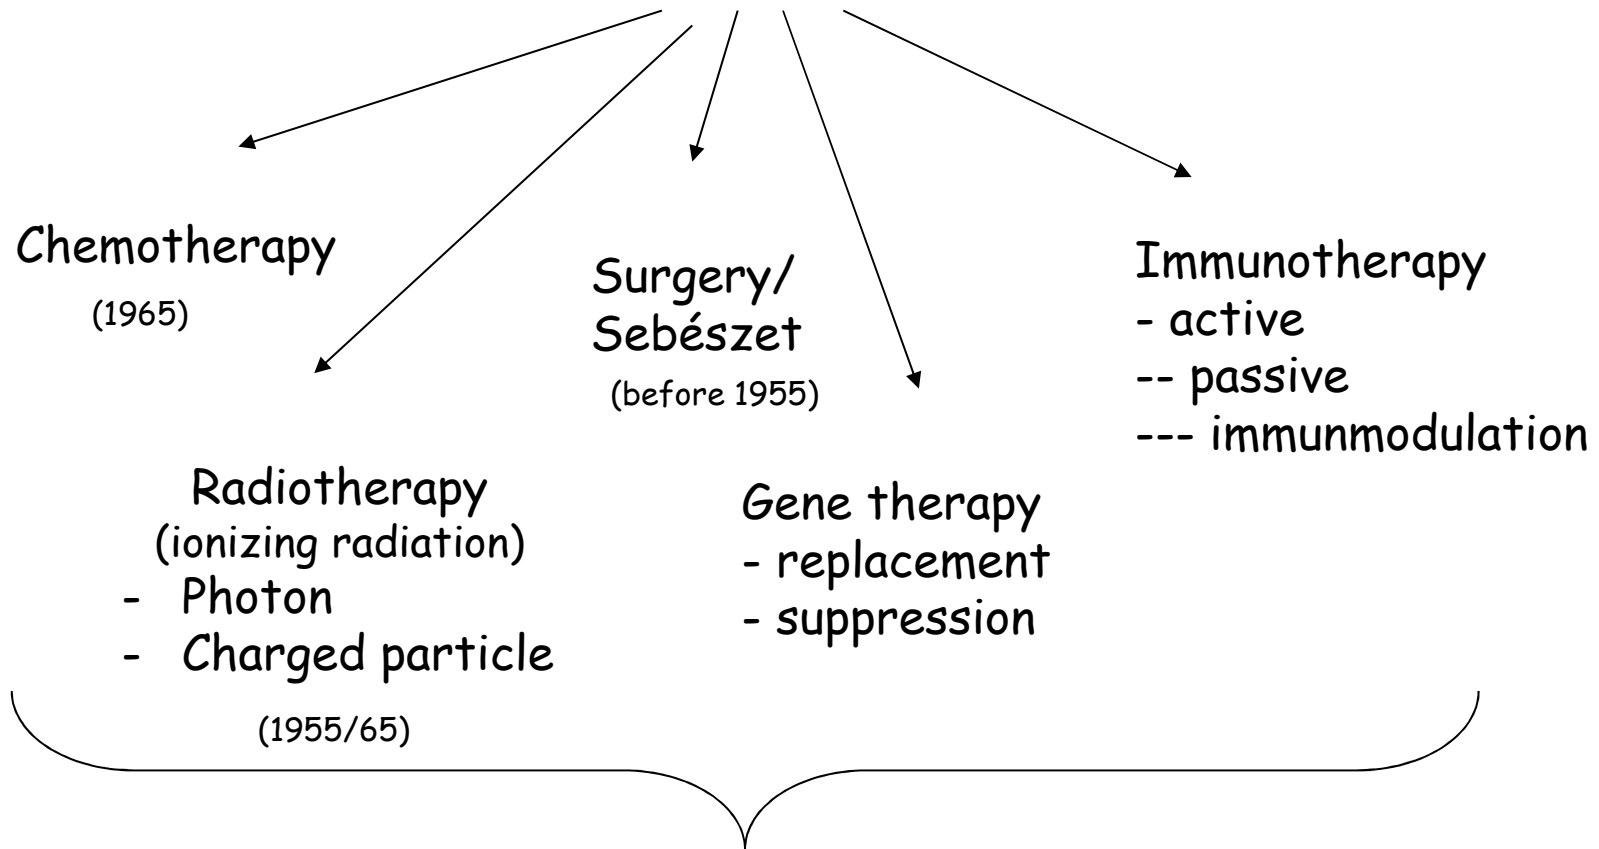 Chemotherapy
(1965)
Surgery/
Sebészet
(before 1955)
Immunotherapy
- active
-- passive
--- immunmodulation
Radiotherapy
(ionizing radiation)
- Photon
- Charged particle
(1955/65)
Gene therapy
- replacement
- suppression